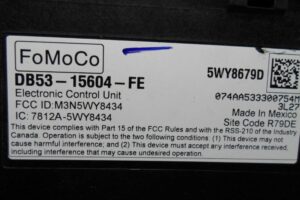 FoMoCo
DB53-15604-FE
5WY8679D
Electronic Control Unit
074AA533300754M
FCC ID:M3N5WY8434
3L27
IC: 7812A-5WY8434
Made In Mexico
Site Code R79DE
This device complies with Part 15 of the FCC Rules and with RSS-210 of the Industry
Canada. Operation is subject to the following two conditions: (1) This device may not
cause harmful interference; and (2) This device must accept any interference received,
including interference that may cause undesired operation.